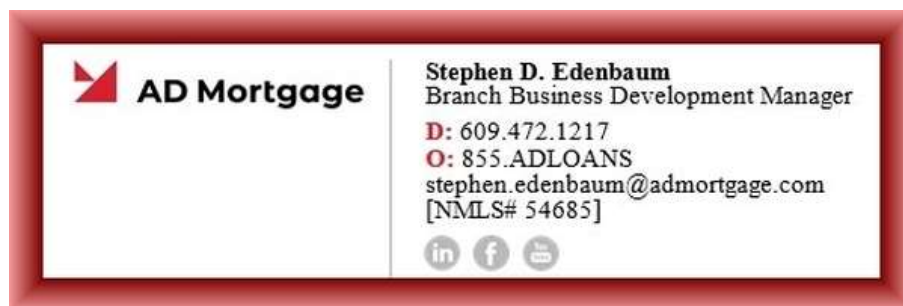 AD Mortgage
Stephen D. Edenbaum
Branch Business Development Manager
D: 609.472.1217
O: 855.ADLOANS
stephen.edenbaum@admortgage.com
[NMLS# 54685]
in f You